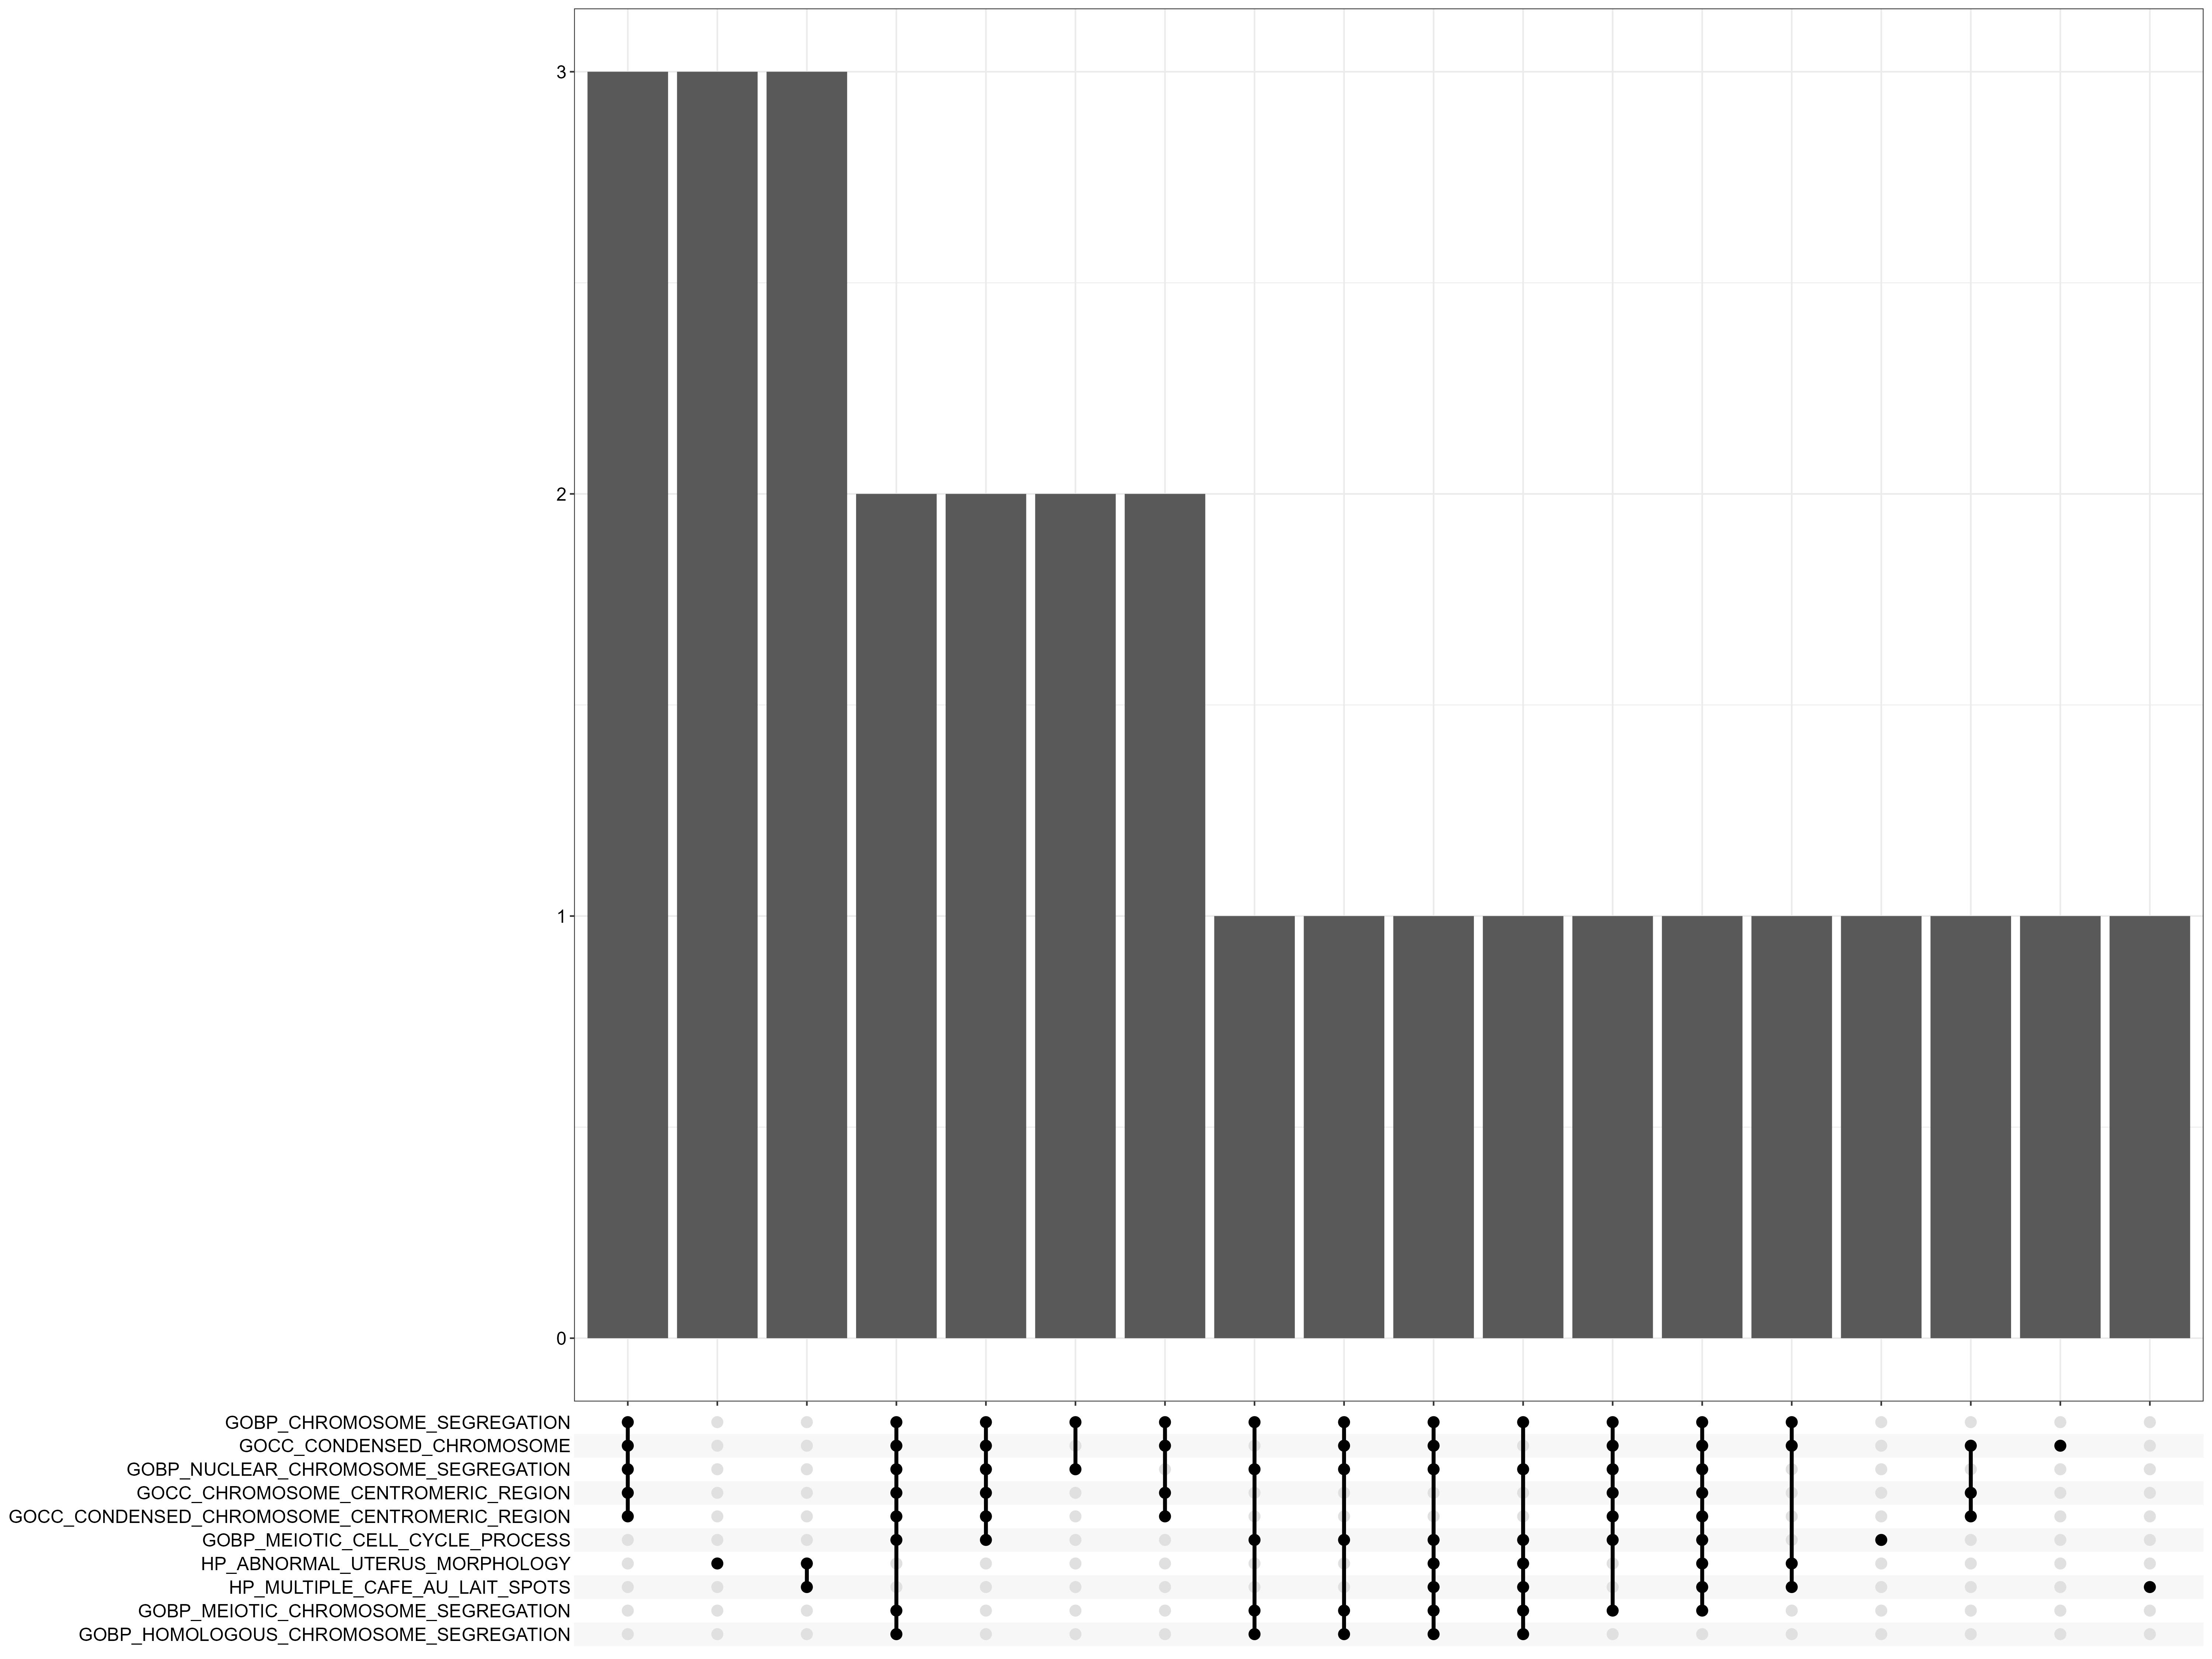 3
2
1
0
GOBP_CHROMOSOME_SEGREGATION
GOCC_CONDENSED_CHROMOSOME
GOBP_NUCLEAR_CHROMOSOME_SEGREGATION
GOCC_CHROMOSOME_CENTROMERIC_REGION
GOCC_CONDENSED_CHROMOSOME_CENTROMERIC_REGION
GOBP_MEIOTIC_CELL_CYCLE_PROCESS
HP_ABNORMAL_UTERUS_MORPHOLOGY
HP_MULTIPLE_CAFE_AU_LAIT_SPOTS
GOBP_MEIOTIC_CHROMOSOME_SEGREGATION
GOBP_HOMOLOGOUS_CHROMOSOME_SEGREGATION